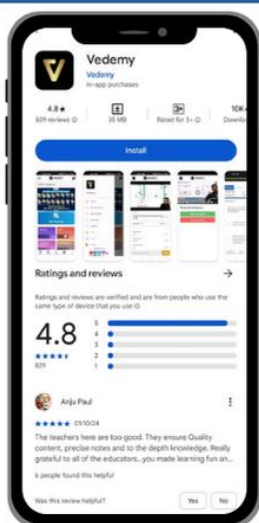 Vedemy
Vedemy
In-app purchases
4.8★
839 reviews
35 MB
3+
Rated for 3+
10K+
Downlo
Install
Ratings and reviews
Ratings and reviews are verified and are from people who use the
same type of device that you use
4.8
5
4
3
2
1
839
Anju Paul
01/10/24
The teachers here are too good. They ensure Quality
content, precise notes and to the depth knowledge. Really
grateful to all of the educators...you made learning fun an...
people found this helpful
Was this review helpful?
Yes
No